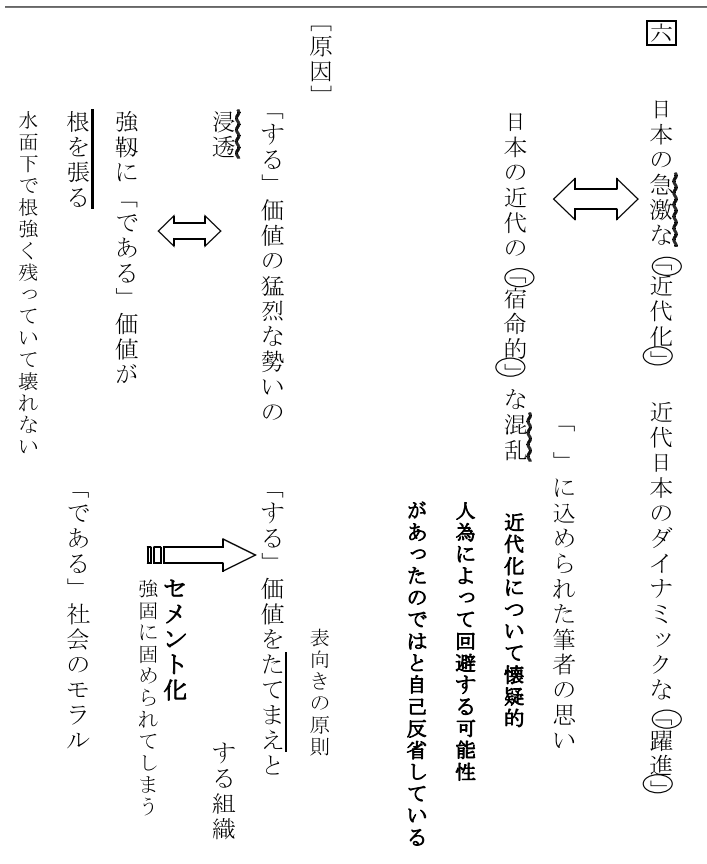 六
日本の急激な「近代化」
近代日本のダイナミックな「躍進」
「 」に込められた筆者の思い
日本の近代の「宿命的」な混乱
近代化について懐疑的
人為によって回避する可能性
があったのではと自己反省している
［原因］
表向きの原則
「する」価値の猛烈な勢いの
浸透
「する」価値をたてまえと
する組織
セメント化
強固に固められてしまう
強靱に「である」価値が
根を張る
「である」社会のモラル
水面下で根強く残っていて壊れない